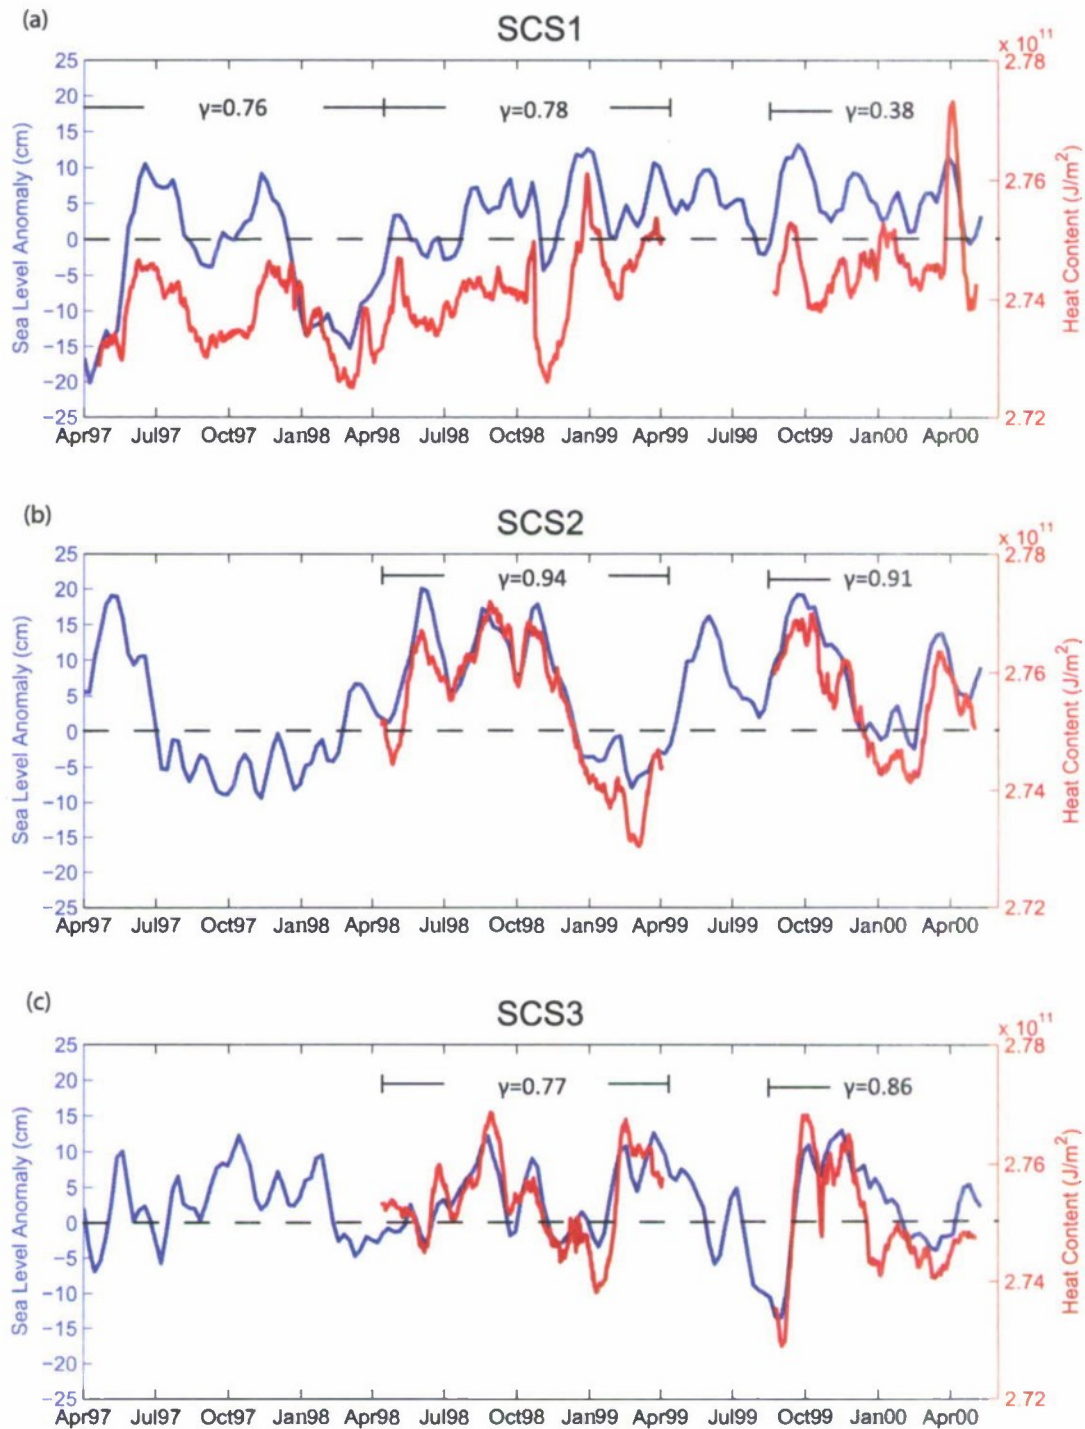 (a)
SCS1
x 10^11
25 20 15 10 5 0 −5 −10 −15 −20 −25
Sea Level Anomaly (cm)
γ=0.76 γ=0.78 γ=0.38
2.78 2.76 2.74 2.72
Heat Content (J/m^2)
Apr97 Jul97 Oct97 Jan98 Apr98 Jul98 Oct98 Jan99 Apr99 Jul99 Oct99 Jan00 Apr00
(b)
SCS2
x 10^11
25 20 15 10 5 0 −5 −10 −15 −20 −25
Sea Level Anomaly (cm)
γ=0.94 γ=0.91
2.78 2.76 2.74 2.72
Heat Content (J/m^2)
Apr97 Jul97 Oct97 Jan98 Apr98 Jul98 Oct98 Jan99 Apr99 Jul99 Oct99 Jan00 Apr00
(c)
SCS3
x 10^11
25 20 15 10 5 0 −5 −10 −15 −20 −25
Sea Level Anomaly (cm)
γ=0.77 γ=0.86
2.78 2.76 2.74 2.72
Heat Content (J/m^2)
Apr97 Jul97 Oct97 Jan98 Apr98 Jul98 Oct98 Jan99 Apr99 Jul99 Oct99 Jan00 Apr00